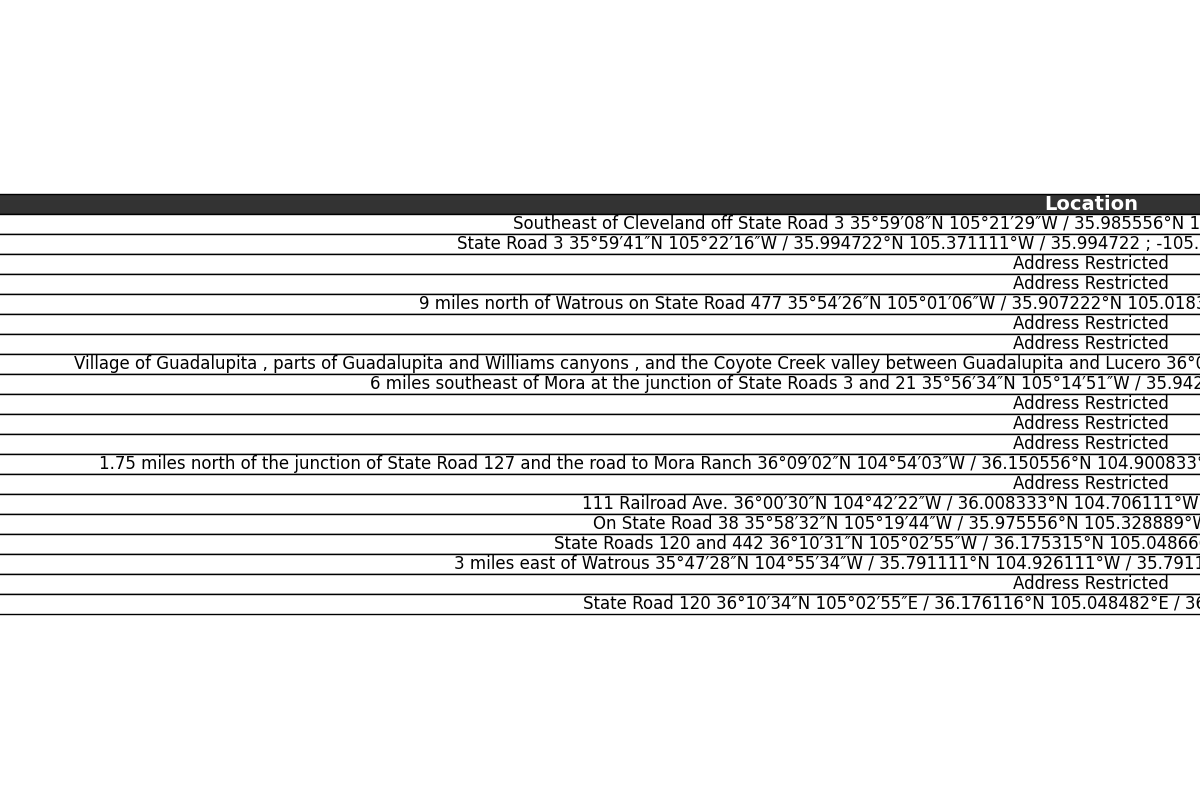 Location
Southeast of Cleveland off State Road 3 35°59′08″N 105°21′29″W / 35.985556°N 1
State Road 3 35°59′41″N 105°22′16″W / 35.994722°N 105.371111°W / 35.994722 ; -105.
Address Restricted
Address Restricted
9 miles north of Watrous on State Road 477 35°54′26″N 105°01′06″W / 35.907222°N 105.0183
Address Restricted
Address Restricted
Village of Guadalupita , parts of Guadalupita and Williams canyons , and the Coyote Creek valley between Guadalupita and Lucero 36°0
6 miles southeast of Mora at the junction of State Roads 3 and 21 35°56′34″N 105°14′51″W / 35.942
Address Restricted
Address Restricted
Address Restricted
1.75 miles north of the junction of State Road 127 and the road to Mora Ranch 36°09′02″N 104°54′03″W / 36.150556°N 104.900833°
Address Restricted
111 Railroad Ave. 36°00′30″N 104°42′22″W / 36.008333°N 104.706111°W
On State Road 38 35°58′32″N 105°19′44″W / 35.975556°N 105.328889°W
State Roads 120 and 442 36°10′31″N 105°02′55″W / 36.175315°N 105.04866
3 miles east of Watrous 35°47′28″N 104°55′34″W / 35.791111°N 104.926111°W / 35.7911
Address Restricted
State Road 120 36°10′34″N 105°02′55″E / 36.176116°N 105.048482°E / 36